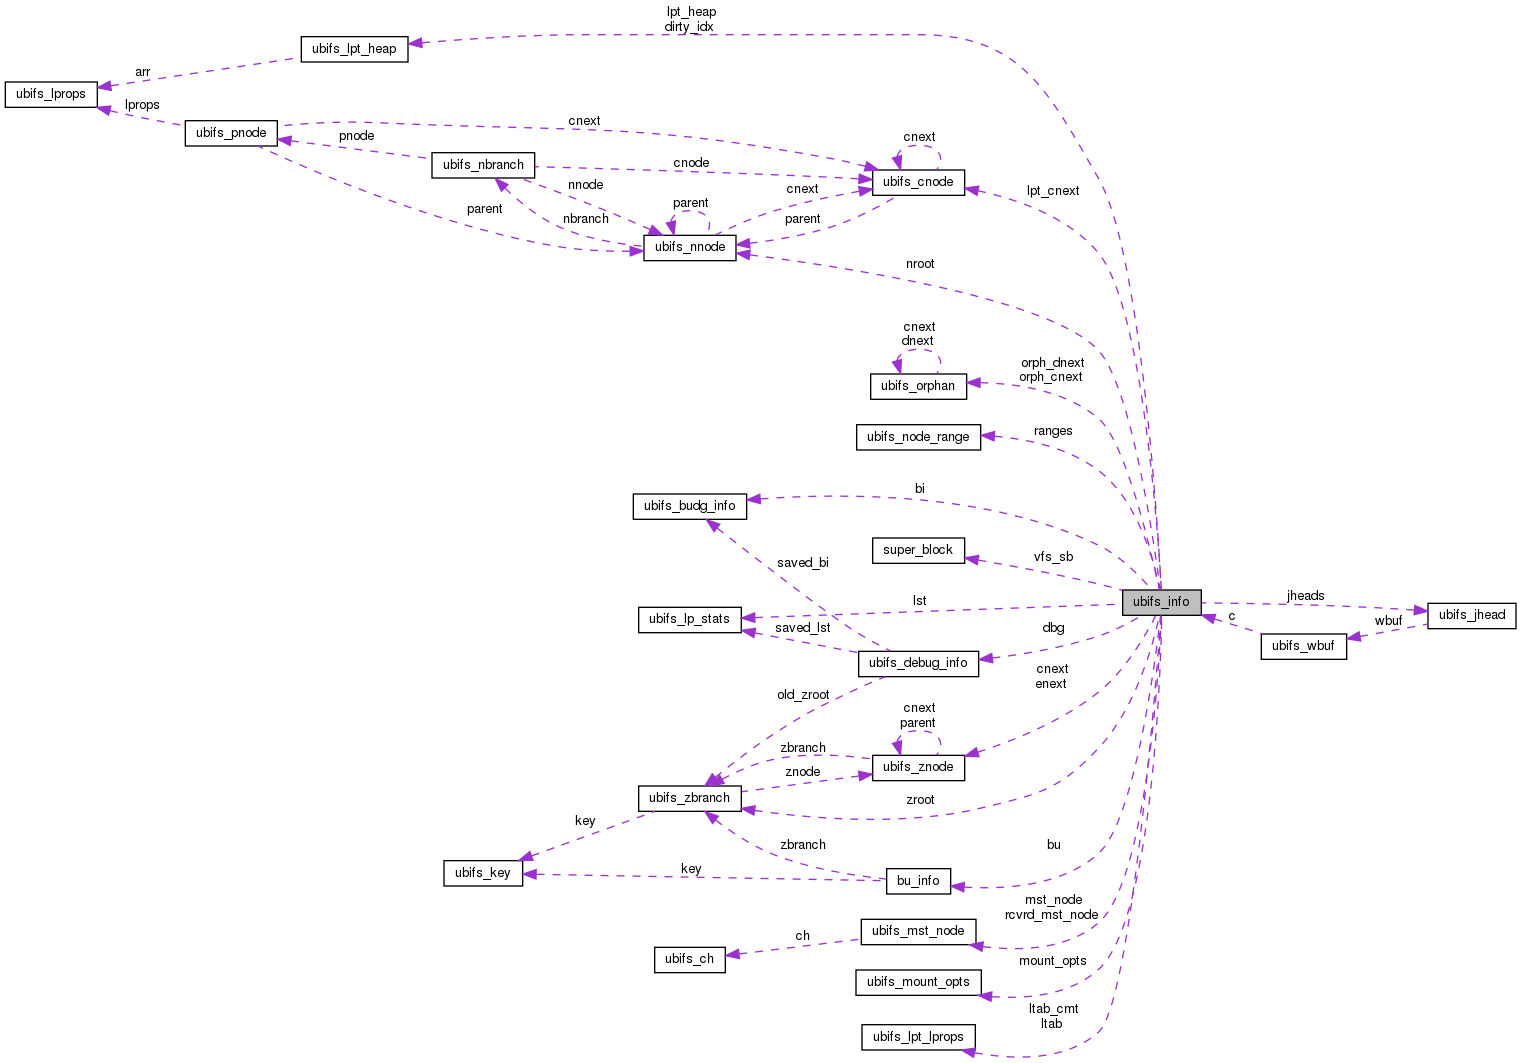 lpt_heap
dirty_idx
ubifs_lpt_heap
arr
ubifs_lprops
lprops
ubifs_pnode
cnext
pnode
cnext
ubifs_nbranch
cnode
ubifs_cnode
lpt_cnext
nnode
cnext
parent
parent
nbranch
parent
ubifs_nnode
nroot
cnext
dnext
orph_dnext
orph_cnext
ubifs_orphan
ranges
ubifs_node_range
bi
ubifs_budg_info
super_block
vfs_sb
saved_bi
ubifs_info
jheads
lst
ubifs_lp_stats
saved_lst
dbg
c
wbuf
ubifs_jhead
ubifs_wbuf
ubifs_debug_info
cnext
enext
old_zroot
cnext
parent
zbranch
ubifs_znode
znode
ubifs_zbranch
zroot
key
zbranch
bu
ubifs_key
key
bu_info
mst_node
rcvrd_mst_node
ubifs_mst_node
ch
ubifs_ch
mount_opts
ubifs_mount_opts
ltab_cmt
ltab
ubifs_lpt_lprops